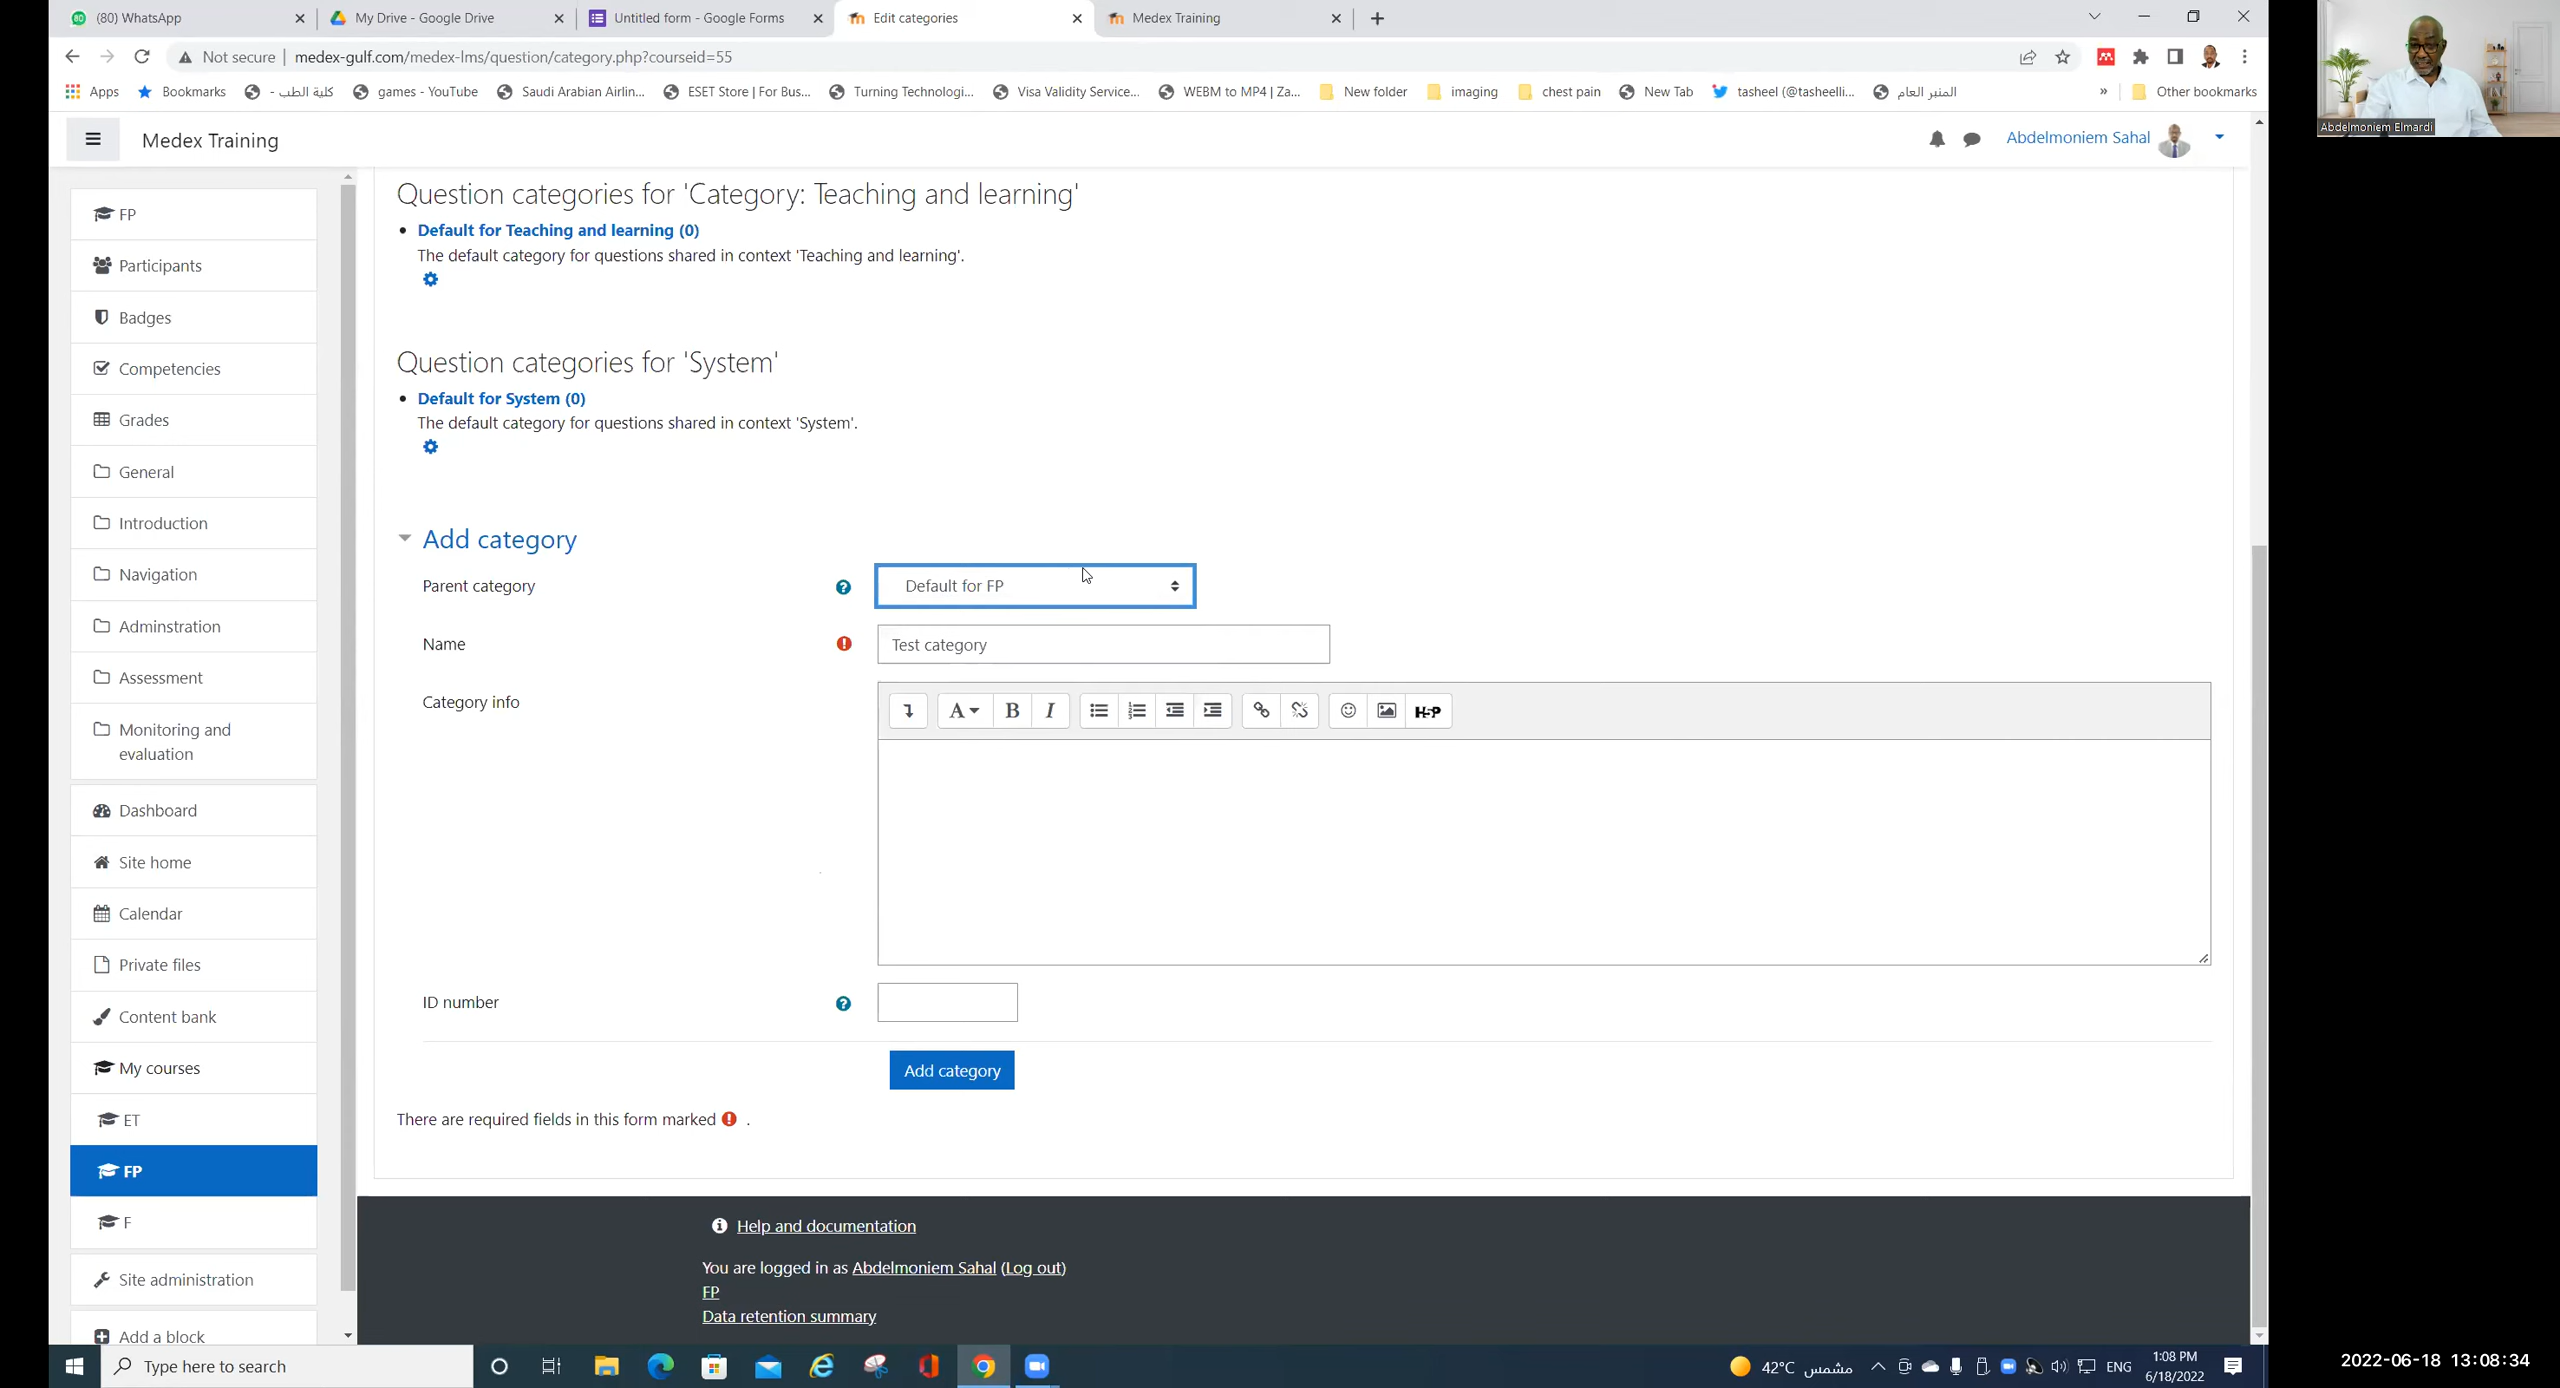 (80) WhatsApp
My Drive - Google Drive
Untitled form - Google Forms
Edit categories
Medex Training
Not secure
medex-gulf.com/medex-lms/question/category.php?courseid=55
Apps
Bookmarks
كلية الطب - ...
games - YouTube
Saudi Arabian Airlin...
ESET Store | For Bus...
Turning Technologi...
Visa Validity Service...
WEBM to MP4 | Za...
New folder
imaging
chest pain
New Tab
tasheel (@tasheelli...
المنبر العام
»
Other bookmarks
Abdelmoniem Elmardi
Medex Training
Abdelmoniem Sahal
FP
Participants
Badges
Competencies
Grades
General
Introduction
Navigation
Adminstration
Assessment
Monitoring and
evaluation
Dashboard
Site home
Calendar
Private files
Content bank
My courses
ET
FP
F
Site administration
Add a block
Question categories for 'Category: Teaching and learning'
Default for Teaching and learning (0)
The default category for questions shared in context 'Teaching and learning'.
Question categories for 'System'
Default for System (0)
The default category for questions shared in context 'System'.
Add category
Parent category
Default for FP
Name
Test category
Category info
A
B
I
H5P
ID number
Add category
There are required fields in this form marked .
Help and documentation
You are logged in as Abdelmoniem Sahal (Log out)
FP
Data retention summary
Type here to search
42°C مشمس
ENG
1:08 PM
6/18/2022
2022-06-18 13:08:34